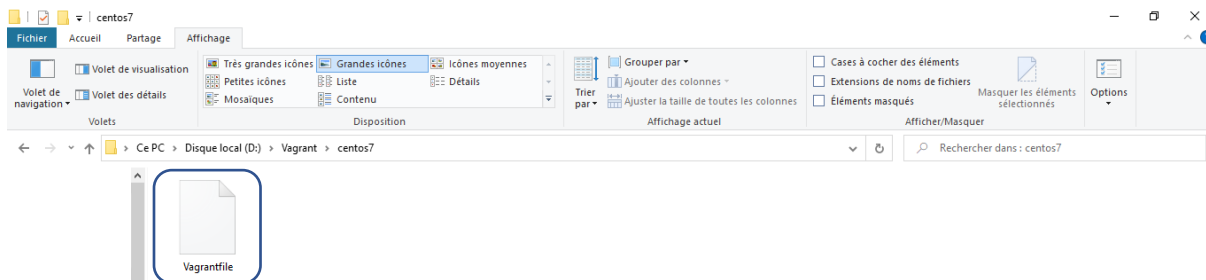 centos7
Fichier Accueil Partage Affichage
Volet de navigation
Volet de visualisation
Volet des détails
Volets
Très grandes icônes Grandes icônes Icônes moyennes
Petites icônes Liste Détails
Mosaïques Contenu
Disposition
Trier par
Grouper par
Ajouter des colonnes
Ajuster la taille de toutes les colonnes
Affichage actuel
Cases à cocher des éléments
Extensions de noms de fichiers
Éléments masqués
Masquer les éléments sélectionnés
Afficher/Masquer
Options
Ce PC > Disque local (D:) > Vagrant > centos7
Rechercher dans : centos7
Vagrantfile